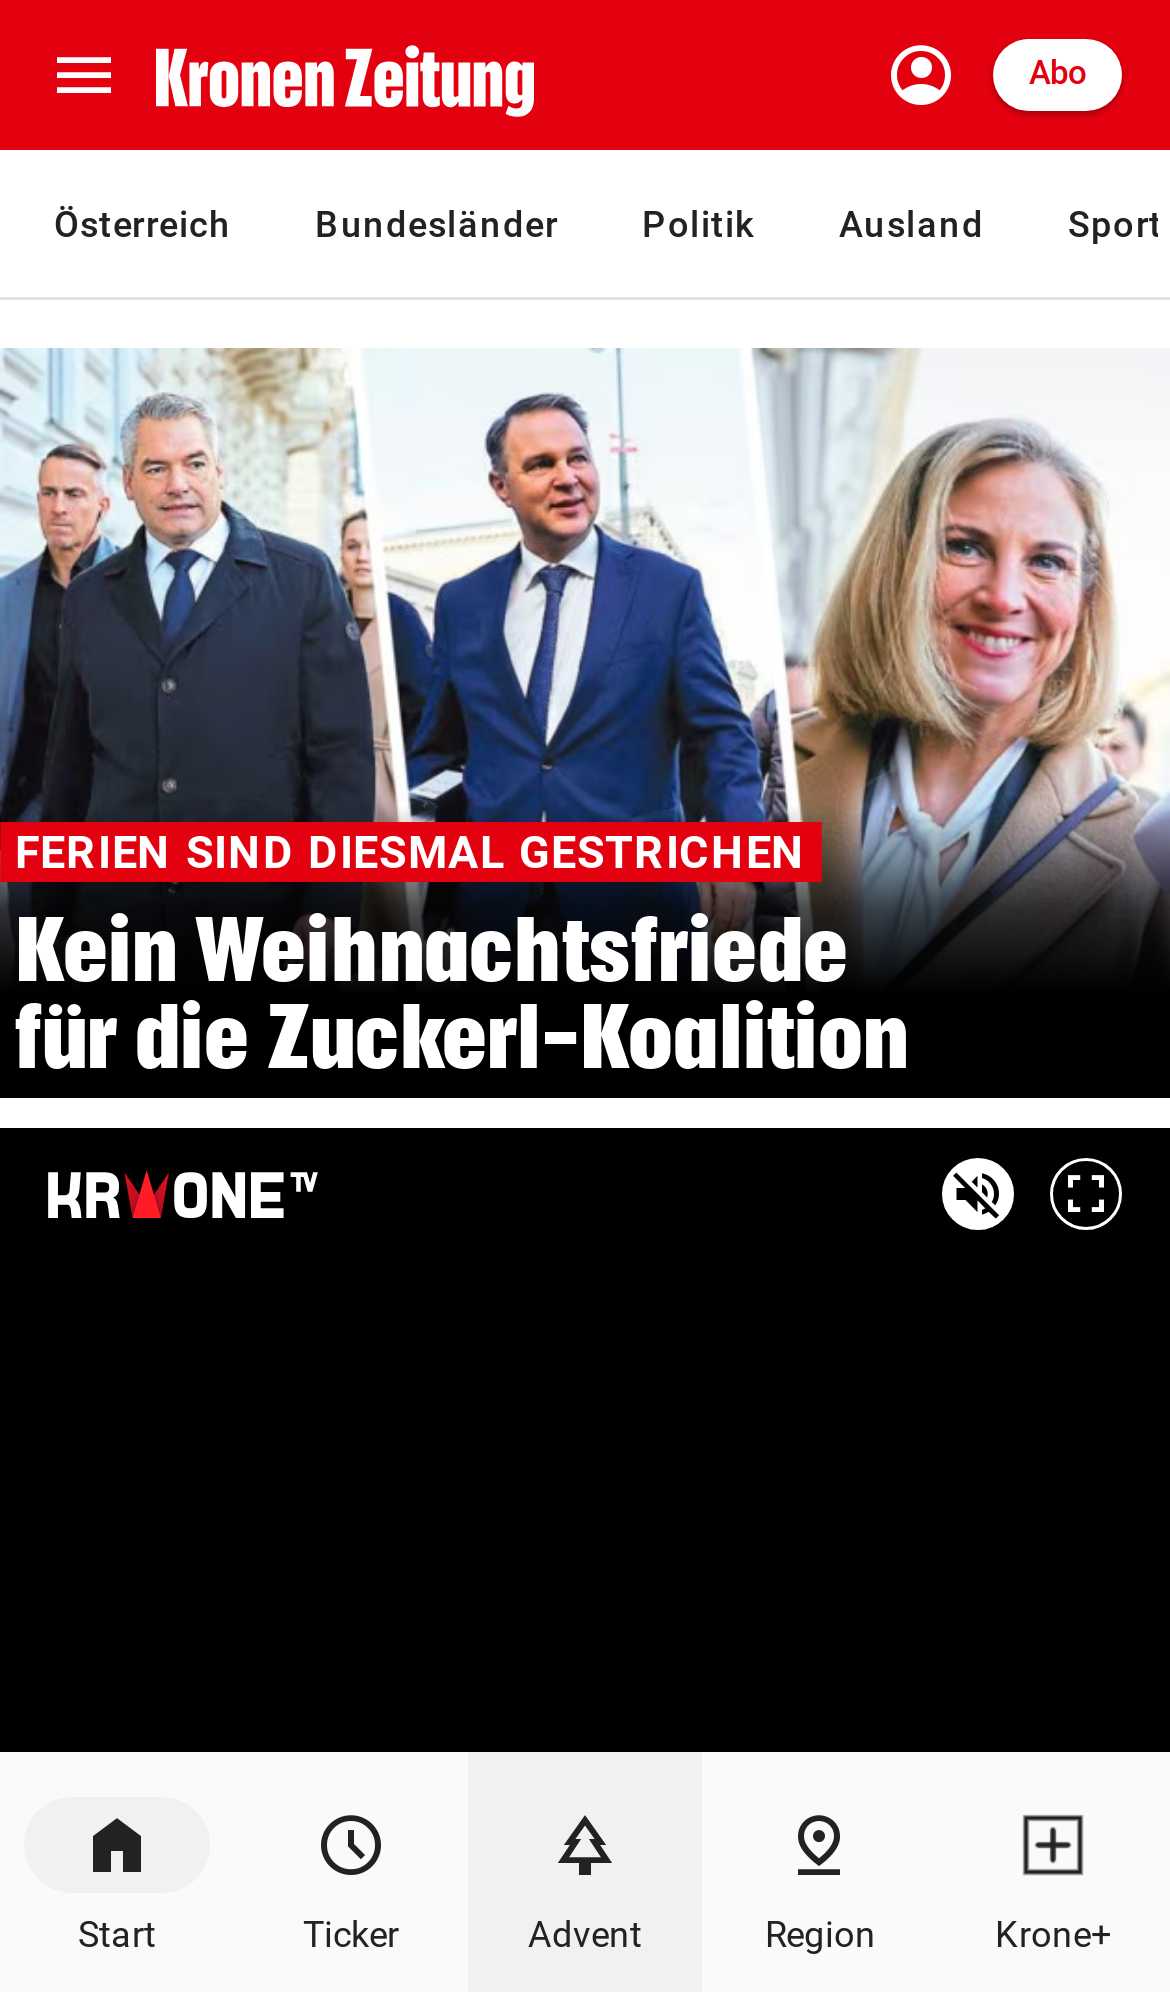 Kronen Zeitung
Abo
Österreich Bundesländer Politik Ausland Sport
FERIEN SIND DIESMAL GESTRICHEN
Kein Weihnachtsfriede
für die Zuckerl-Koalition
KRONE TV
Start Ticker Advent Region Krone+